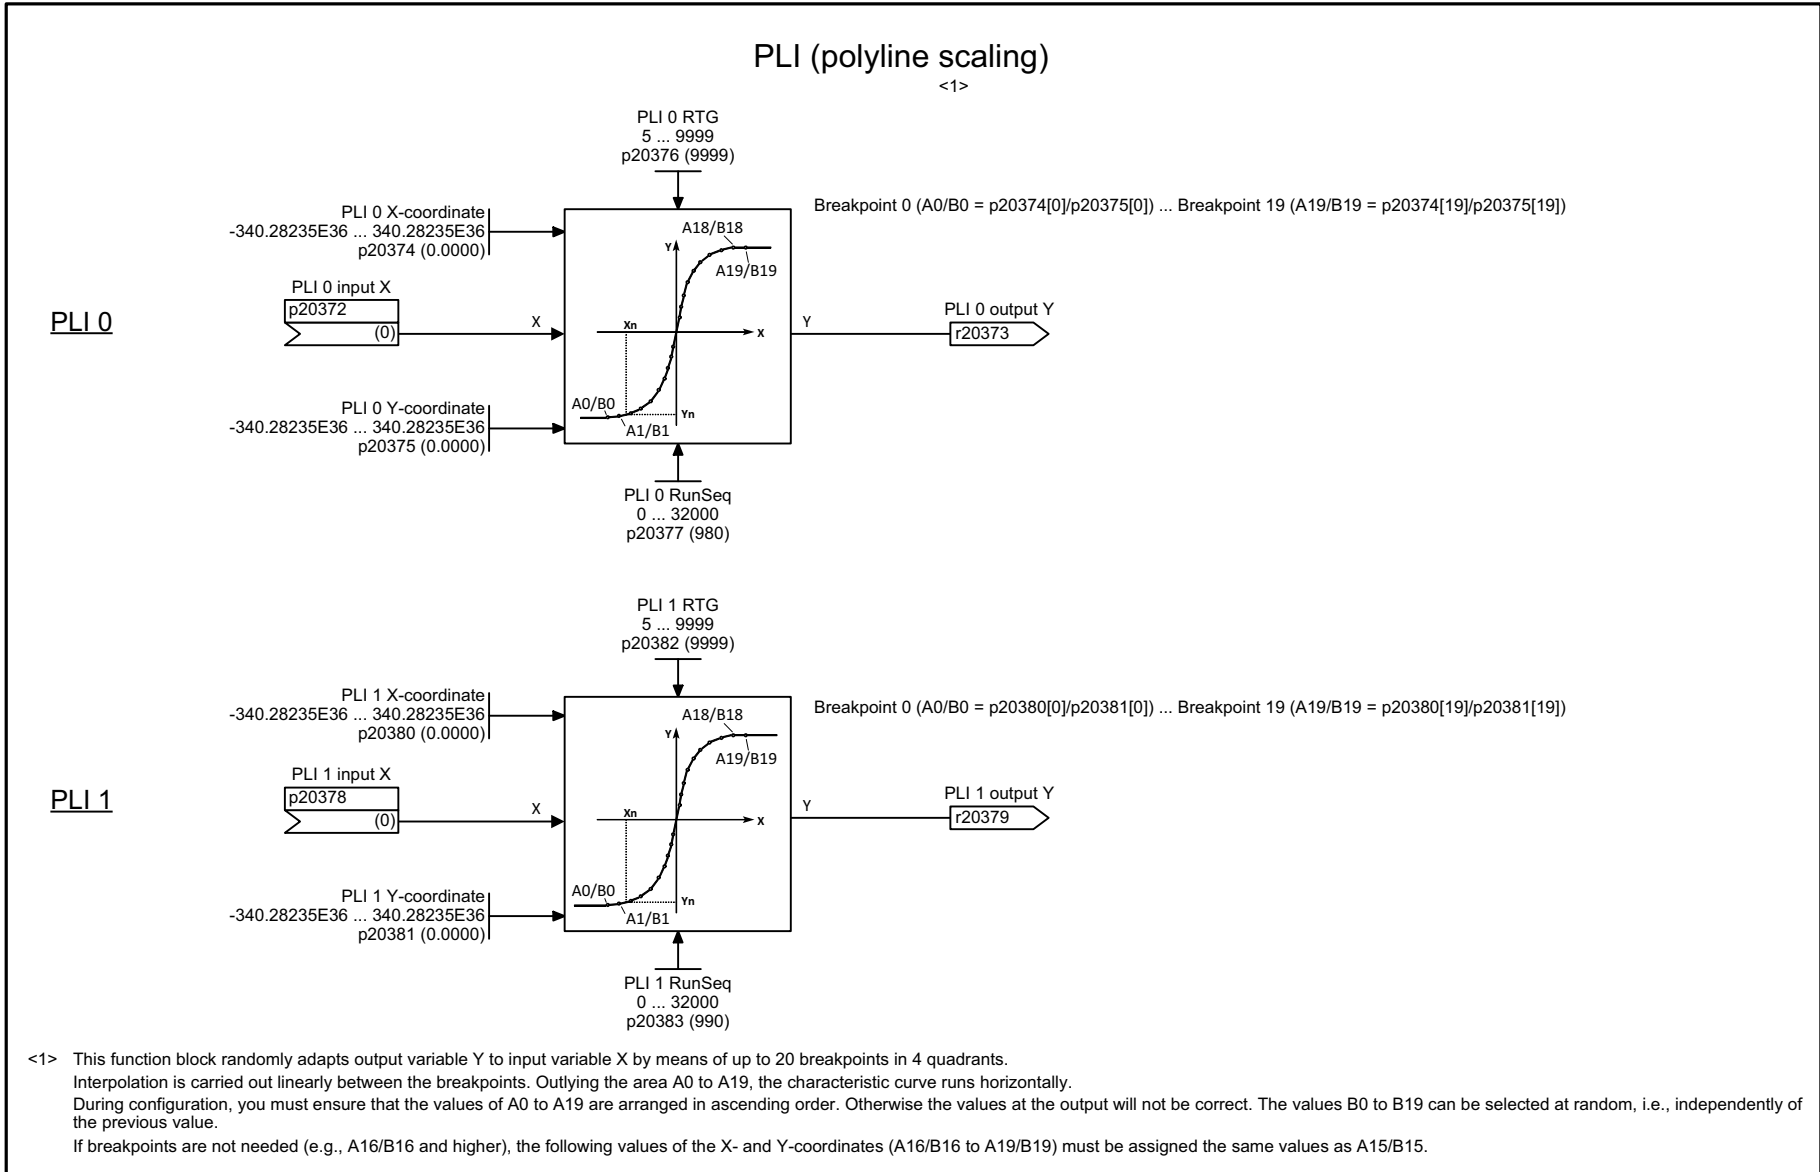 PLI (polyline scaling)
<1>
PLI 0 RTG
5 ... 9999
p20376 (9999)
Breakpoint 0 (A0/B0 = p20374[0]/p20375[0]) ... Breakpoint 19 (A19/B19 = p20374[19]/p20375[19])
PLI 0 X-coordinate
-340.28235E36 ... 340.28235E36
p20374 (0.0000)
A18/B18
Y
A19/B19
PLI 0
PLI 0 input X
p20372
(0)
X
Xn
X
Y
PLI 0 output Y
r20373
PLI 0 Y-coordinate
-340.28235E36 ... 340.28235E36
p20375 (0.0000)
A0/B0
Yn
A1/B1
PLI 0 RunSeq
0 ... 32000
p20377 (980)
PLI 1 RTG
5 ... 9999
p20382 (9999)
Breakpoint 0 (A0/B0 = p20380[0]/p20381[0]) ... Breakpoint 19 (A19/B19 = p20380[19]/p20381[19])
PLI 1 X-coordinate
-340.28235E36 ... 340.28235E36
p20380 (0.0000)
A18/B18
Y
A19/B19
PLI 1
PLI 1 input X
p20378
(0)
X
Xn
X
Y
PLI 1 output Y
r20379
PLI 1 Y-coordinate
-340.28235E36 ... 340.28235E36
p20381 (0.0000)
A0/B0
Yn
A1/B1
PLI 1 RunSeq
0 ... 32000
p20383 (990)
<1> This function block randomly adapts output variable Y to input variable X by means of up to 20 breakpoints in 4 quadrants.
Interpolation is carried out linearly between the breakpoints. Outlying the area A0 to A19, the characteristic curve runs horizontally.
During configuration, you must ensure that the values of A0 to A19 are arranged in ascending order. Otherwise the values at the output will not be correct. The values B0 to B19 can be selected at random, i.e., independently of
the previous value.
If breakpoints are not needed (e.g., A16/B16 and higher), the following values of the X- and Y-coordinates (A16/B16 to A19/B19) must be assigned the same values as A15/B15.